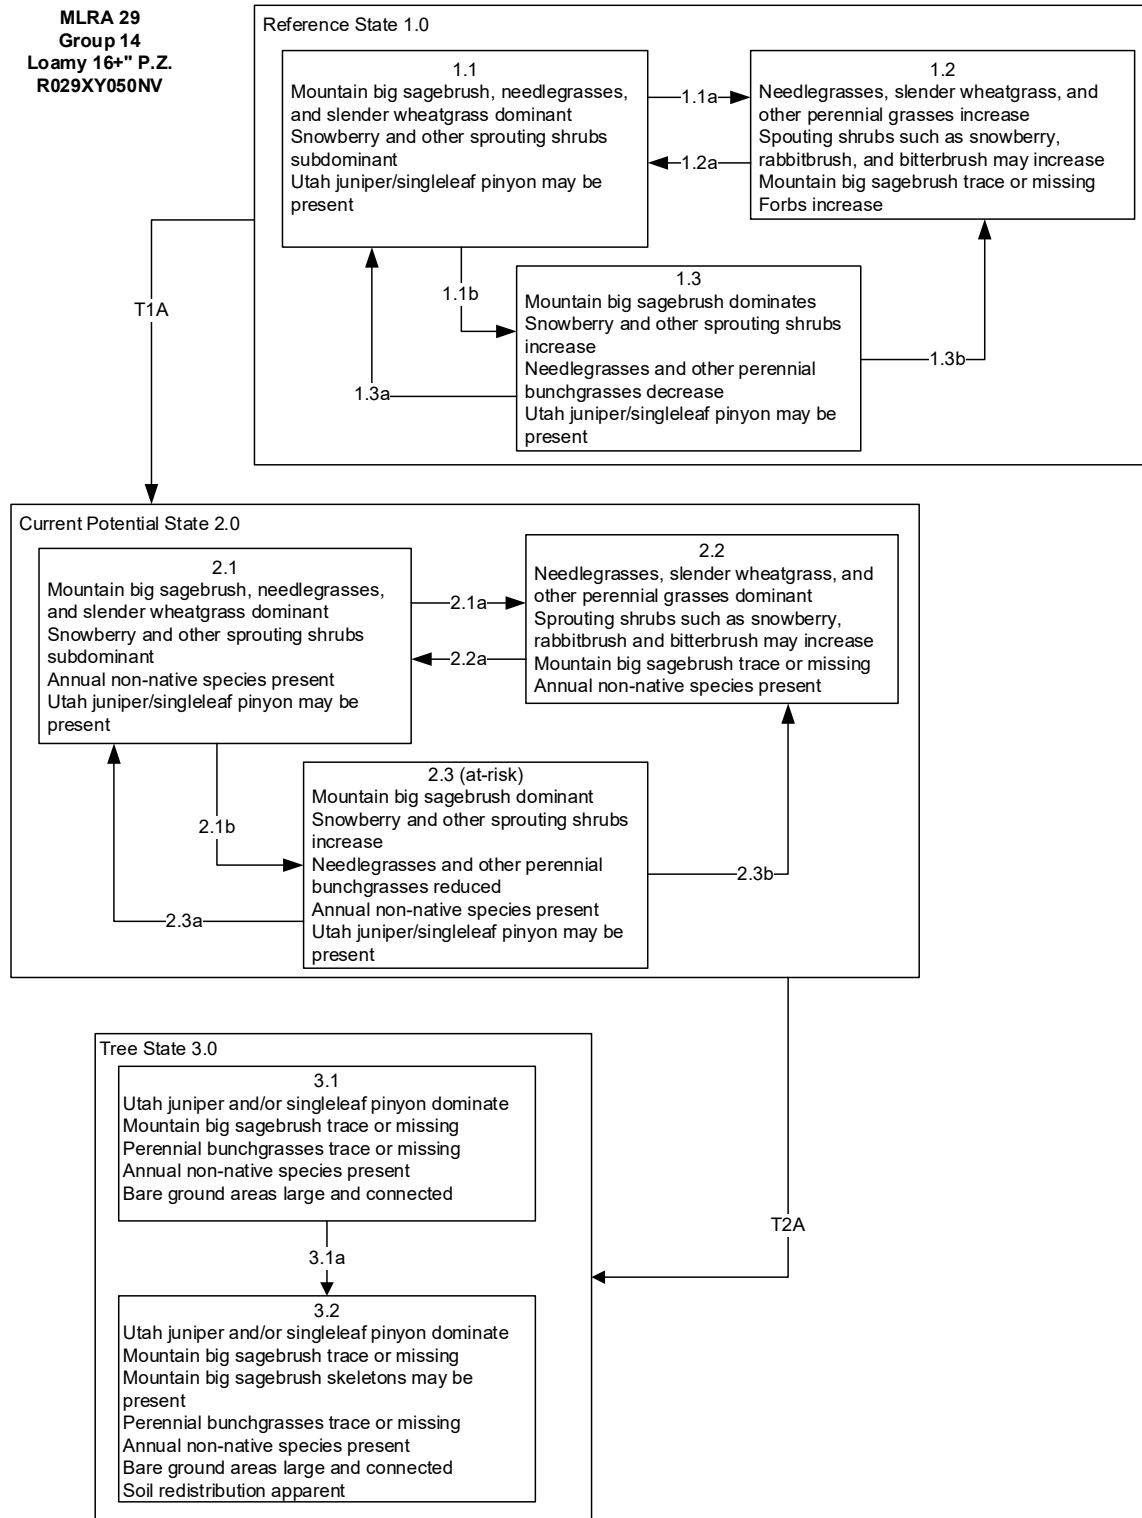 MLRA 29
Group 14
Loamy 16+" P.Z.
R029XY050NV
Reference State 1.0
1.1
Mountain big sagebrush, needlegrasses,
and slender wheatgrass dominant
Snowberry and other sprouting shrubs
subdominant
Utah juniper/singleleaf pinyon may be
present
1.1a
1.2a
1.2
Needlegrasses, slender wheatgrass, and
other perennial grasses increase
Spouting shrubs such as snowberry,
rabbitbrush, and bitterbrush may increase
Mountain big sagebrush trace or missing
Forbs increase
1.1b
1.3a
1.3
Mountain big sagebrush dominates
Snowberry and other sprouting shrubs
increase
Needlegrasses and other perennial
bunchgrasses decrease
Utah juniper/singleleaf pinyon may be
present
1.3b
T1A
Current Potential State 2.0
2.1
Mountain big sagebrush, needlegrasses,
and slender wheatgrass dominant
Snowberry and other sprouting shrubs
subdominant
Annual non-native species present
Utah juniper/singleleaf pinyon may be
present
2.1a
2.2a
2.2
Needlegrasses, slender wheatgrass, and
other perennial grasses dominant
Sprouting shrubs such as snowberry,
rabbitbrush and bitterbrush may increase
Mountain big sagebrush trace or missing
Annual non-native species present
2.1b
2.3a
2.3 (at-risk)
Mountain big sagebrush dominant
Snowberry and other sprouting shrubs
increase
Needlegrasses and other perennial
bunchgrasses reduced
Annual non-native species present
Utah juniper/singleleaf pinyon may be
present
2.3b
T2A
Tree State 3.0
3.1
Utah juniper and/or singleleaf pinyon dominate
Mountain big sagebrush trace or missing
Perennial bunchgrasses trace or missing
Annual non-native species present
Bare ground areas large and connected
3.1a
3.2
Utah juniper and/or singleleaf pinyon dominate
Mountain big sagebrush trace or missing
Mountain big sagebrush skeletons may be
present
Perennial bunchgrasses trace or missing
Annual non-native species present
Bare ground areas large and connected
Soil redistribution apparent